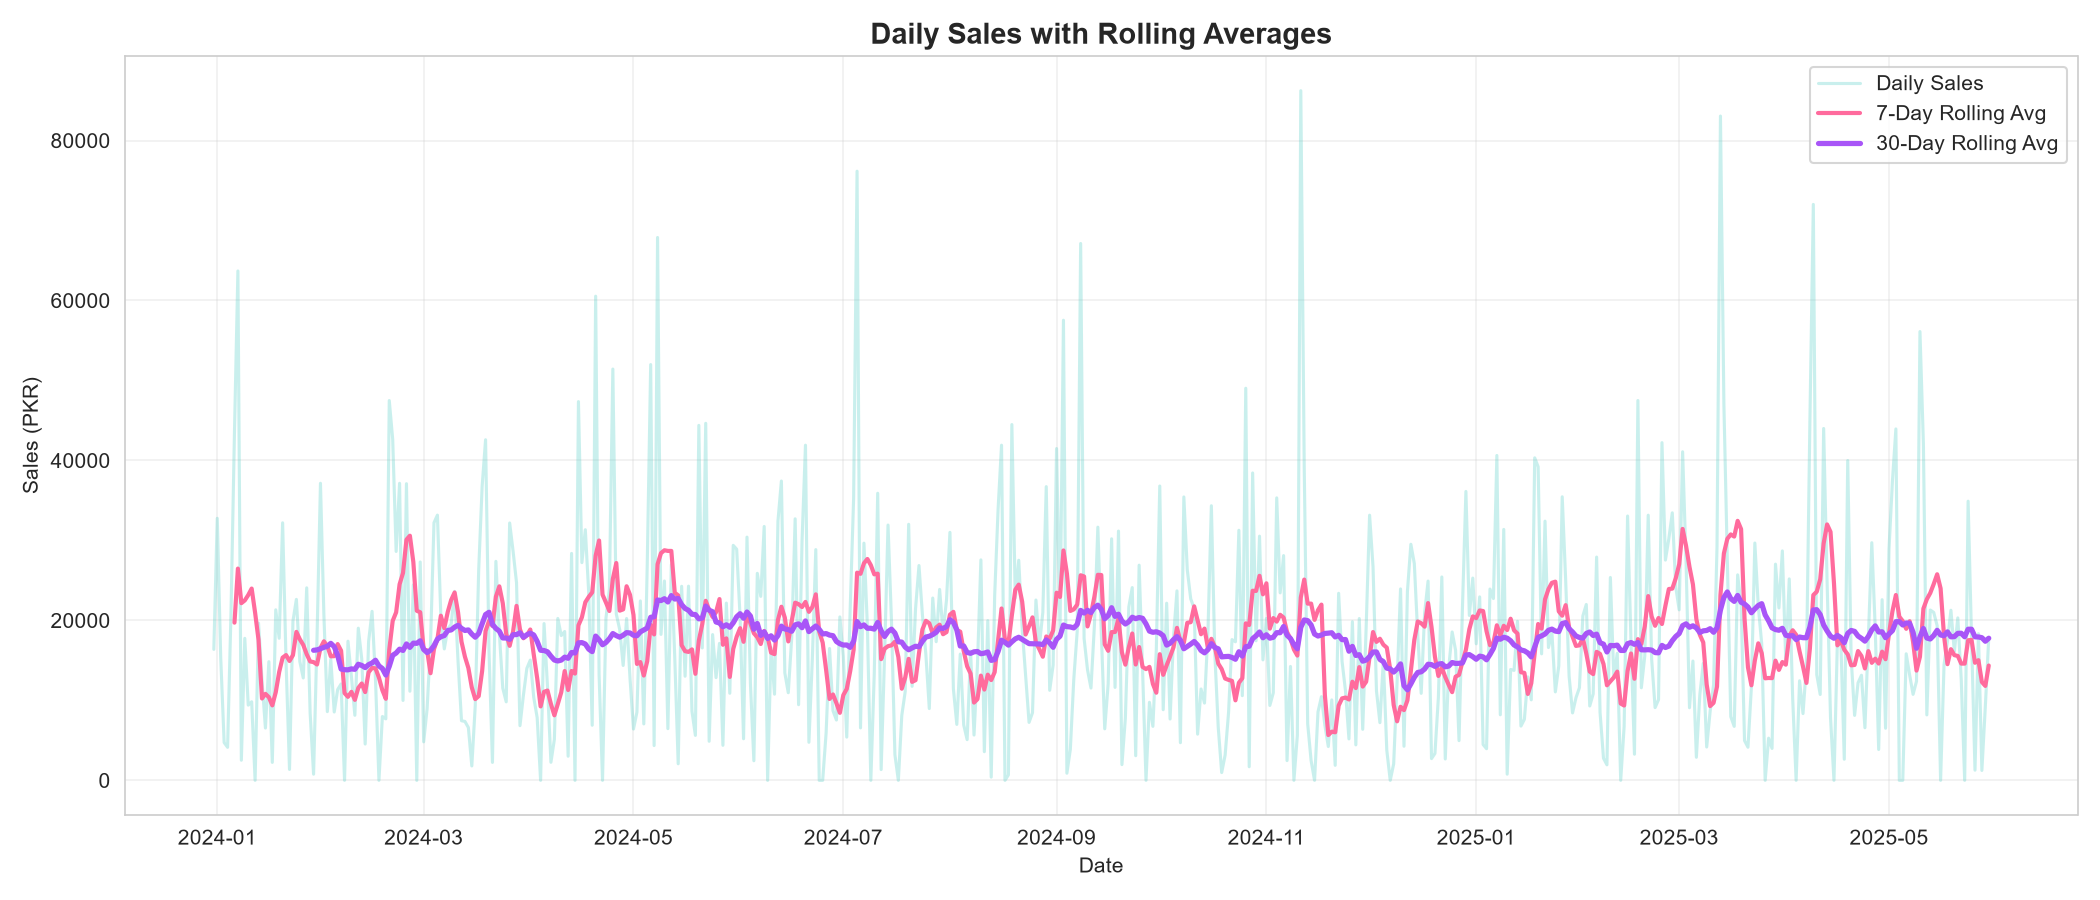 Daily Sales with Rolling Averages
Daily Sales
7-Day Rolling Avg
30-Day Rolling Avg
Sales (PKR)
80000
60000
40000
20000
0
2024-01 2024-03 2024-05 2024-07 2024-09 2024-11 2025-01 2025-03 2025-05
Date